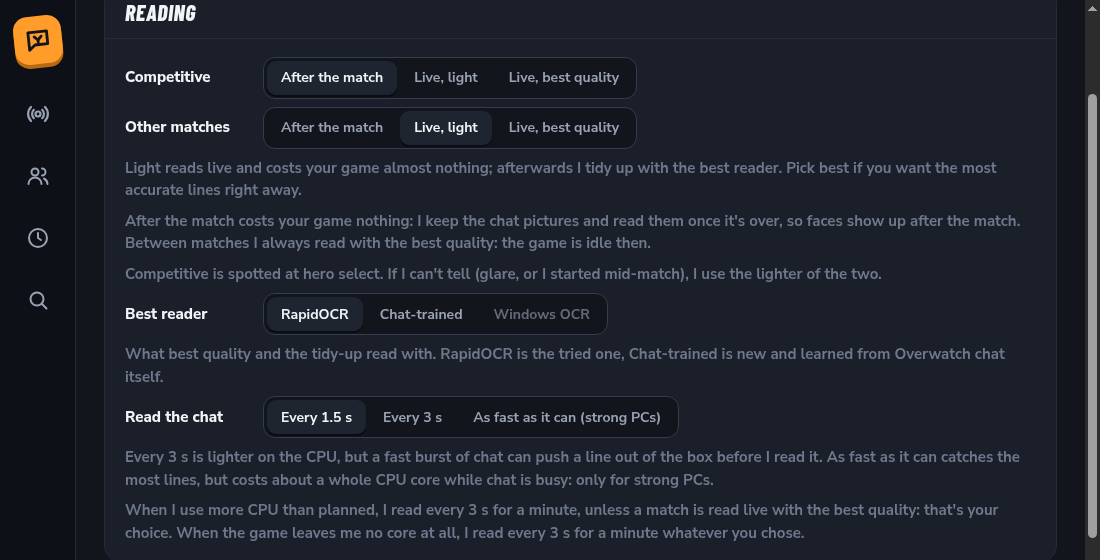 READING
Competitive After the match Live, light Live, best quality
Other matches After the match Live, light Live, best quality
Light reads live and costs your game almost nothing; afterwards I tidy up with the best reader. Pick best if you want the most
accurate lines right away.
After the match costs your game nothing: I keep the chat pictures and read them once it's over, so faces show up after the match.
Between matches I always read with the best quality: the game is idle then.
Competitive is spotted at hero select. If I can't tell (glare, or I started mid-match), I use the lighter of the two.
Best reader RapidOCR Chat-trained Windows OCR
What best quality and the tidy-up read with. RapidOCR is the tried one, Chat-trained is new and learned from Overwatch chat
itself.
Read the chat Every 1.5 s Every 3 s As fast as it can (strong PCs)
Every 3 s is lighter on the CPU, but a fast burst of chat can push a line out of the box before I read it. As fast as it can catches the
most lines, but costs about a whole CPU core while chat is busy: only for strong PCs.
When I use more CPU than planned, I read every 3 s for a minute, unless a match is read live with the best quality: that's your
choice. When the game leaves me no core at all, I read every 3 s for a minute whatever you chose.